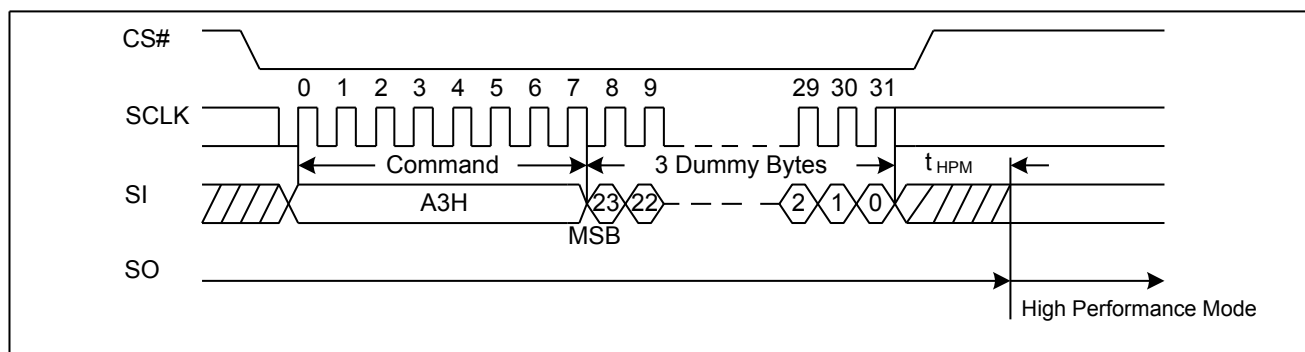 CS#
0 1 2 3 4 5 6 7 8 9 29 30 31
SCLK
Command 3 Dummy Bytes tHPM
SI A3H 23 22 2 1 0
MSB
SO
High Performance Mode